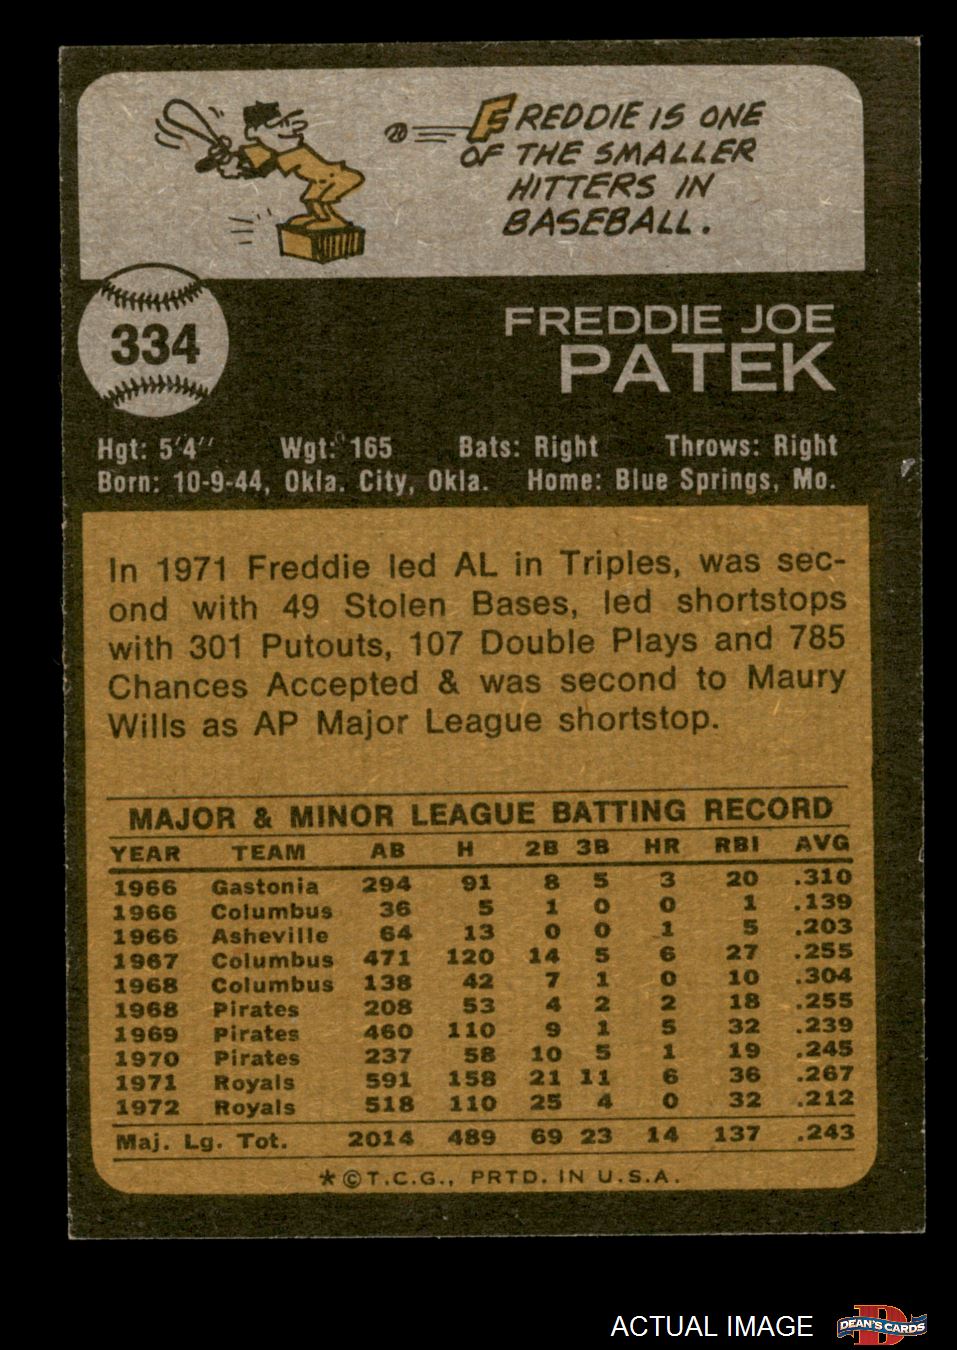 FREDDIE IS ONE
OF THE SMALLER
HITTERS IN
BASEBALL.
334
FREDDIE JOE
PATEK
Hgt: 5'4" Wgt: 165 Bats: Right Throws: Right
Born: 10-9-44, Okla. City, Okla. Home: Blue Springs, Mo.
In 1971 Freddie led AL in Triples, was sec-
ond with 49 Stolen Bases, led shortstops
with 301 Putouts, 107 Double Plays and 785
Chances Accepted & was second to Maury
Wills as AP Major League shortstop.
MAJOR & MINOR LEAGUE BATTING RECORD
YEAR TEAM AB H 2B 3B HR RBI AVG
1966 Gastonia 294 91 8 5 3 20 .310
1966 Columbus 36 5 1 0 0 1 .139
1966 Asheville 64 13 0 0 1 5 .203
1967 Columbus 471 120 14 5 6 27 .255
1968 Columbus 138 42 7 1 0 10 .304
1968 Pirates 208 53 4 2 2 18 .255
1969 Pirates 460 110 9 1 5 32 .239
1970 Pirates 237 58 10 5 1 19 .245
1971 Royals 591 158 21 11 6 36 .267
1972 Royals 518 110 25 4 0 32 .212
Maj. Lg. Tot. 2014 489 69 23 14 137 .243
*©T.C.G., PRTD. IN U.S.A.
ACTUAL IMAGE
D
DEAN'S CARDS